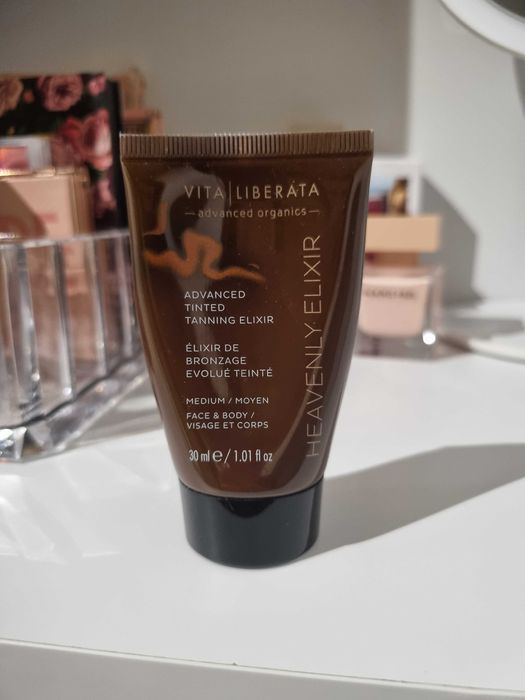 VITA|LIBERÁTA
—advanced organics—
HEAVENLY ELIXIR
ADVANCED
TINTED
TANNING ELIXIR
ÉLIXIR DE
BRONZAGE
EVOLUÉ TEINTÉ
MEDIUM / MOYEN
FACE & BODY /
VISAGE ET CORPS
30 ml ℮ / 1.01 fl oz